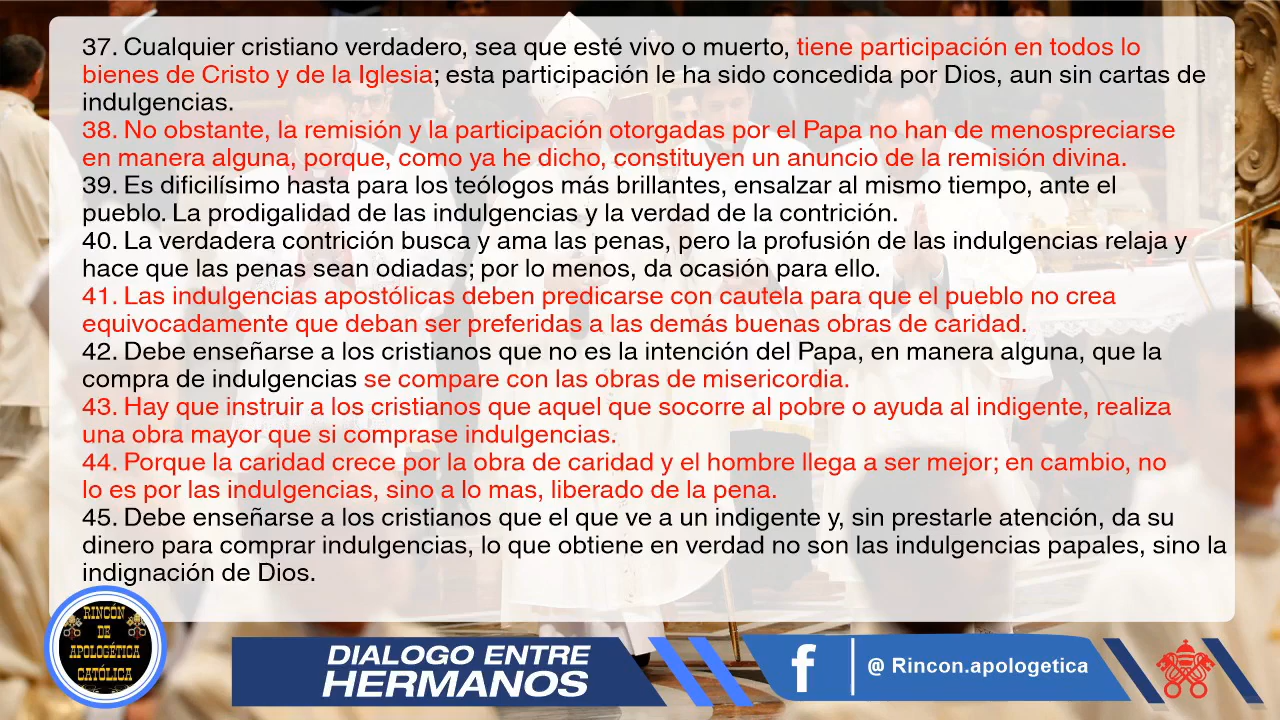 37. Cualquier cristiano verdadero, sea que esté vivo o muerto, tiene participación en todos lo
bienes de Cristo y de la Iglesia; esta participación le ha sido concedida por Dios, aun sin cartas de
indulgencias.
38. No obstante, la remisión y la participación otorgadas por el Papa no han de menospreciarse
en manera alguna, porque, como ya he dicho, constituyen un anuncio de la remisión divina.
39. Es dificilísimo hasta para los teólogos más brillantes, ensalzar al mismo tiempo, ante el
pueblo. La prodigalidad de las indulgencias y la verdad de la contrición.
40. La verdadera contrición busca y ama las penas, pero la profusión de las indulgencias relaja y
hace que las penas sean odiadas; por lo menos, da ocasión para ello.
41. Las indulgencias apostólicas deben predicarse con cautela para que el pueblo no crea
equivocadamente que deban ser preferidas a las demás buenas obras de caridad.
42. Debe enseñarse a los cristianos que no es la intención del Papa, en manera alguna, que la
compra de indulgencias se compare con las obras de misericordia.
43. Hay que instruir a los cristianos que aquel que socorre al pobre o ayuda al indigente, realiza
una obra mayor que si comprase indulgencias.
44. Porque la caridad crece por la obra de caridad y el hombre llega a ser mejor; en cambio, no
lo es por las indulgencias, sino a lo mas, liberado de la pena.
45. Debe enseñarse a los cristianos que el que ve a un indigente y, sin prestarle atención, da su
dinero para comprar indulgencias, lo que obtiene en verdad no son las indulgencias papales, sino la
indignación de Dios.
RINCÓN
DE
APOLOGÉTICA
CATÓLICA
DIALOGO ENTRE
HERMANOS
f
@ Rincon.apologetica